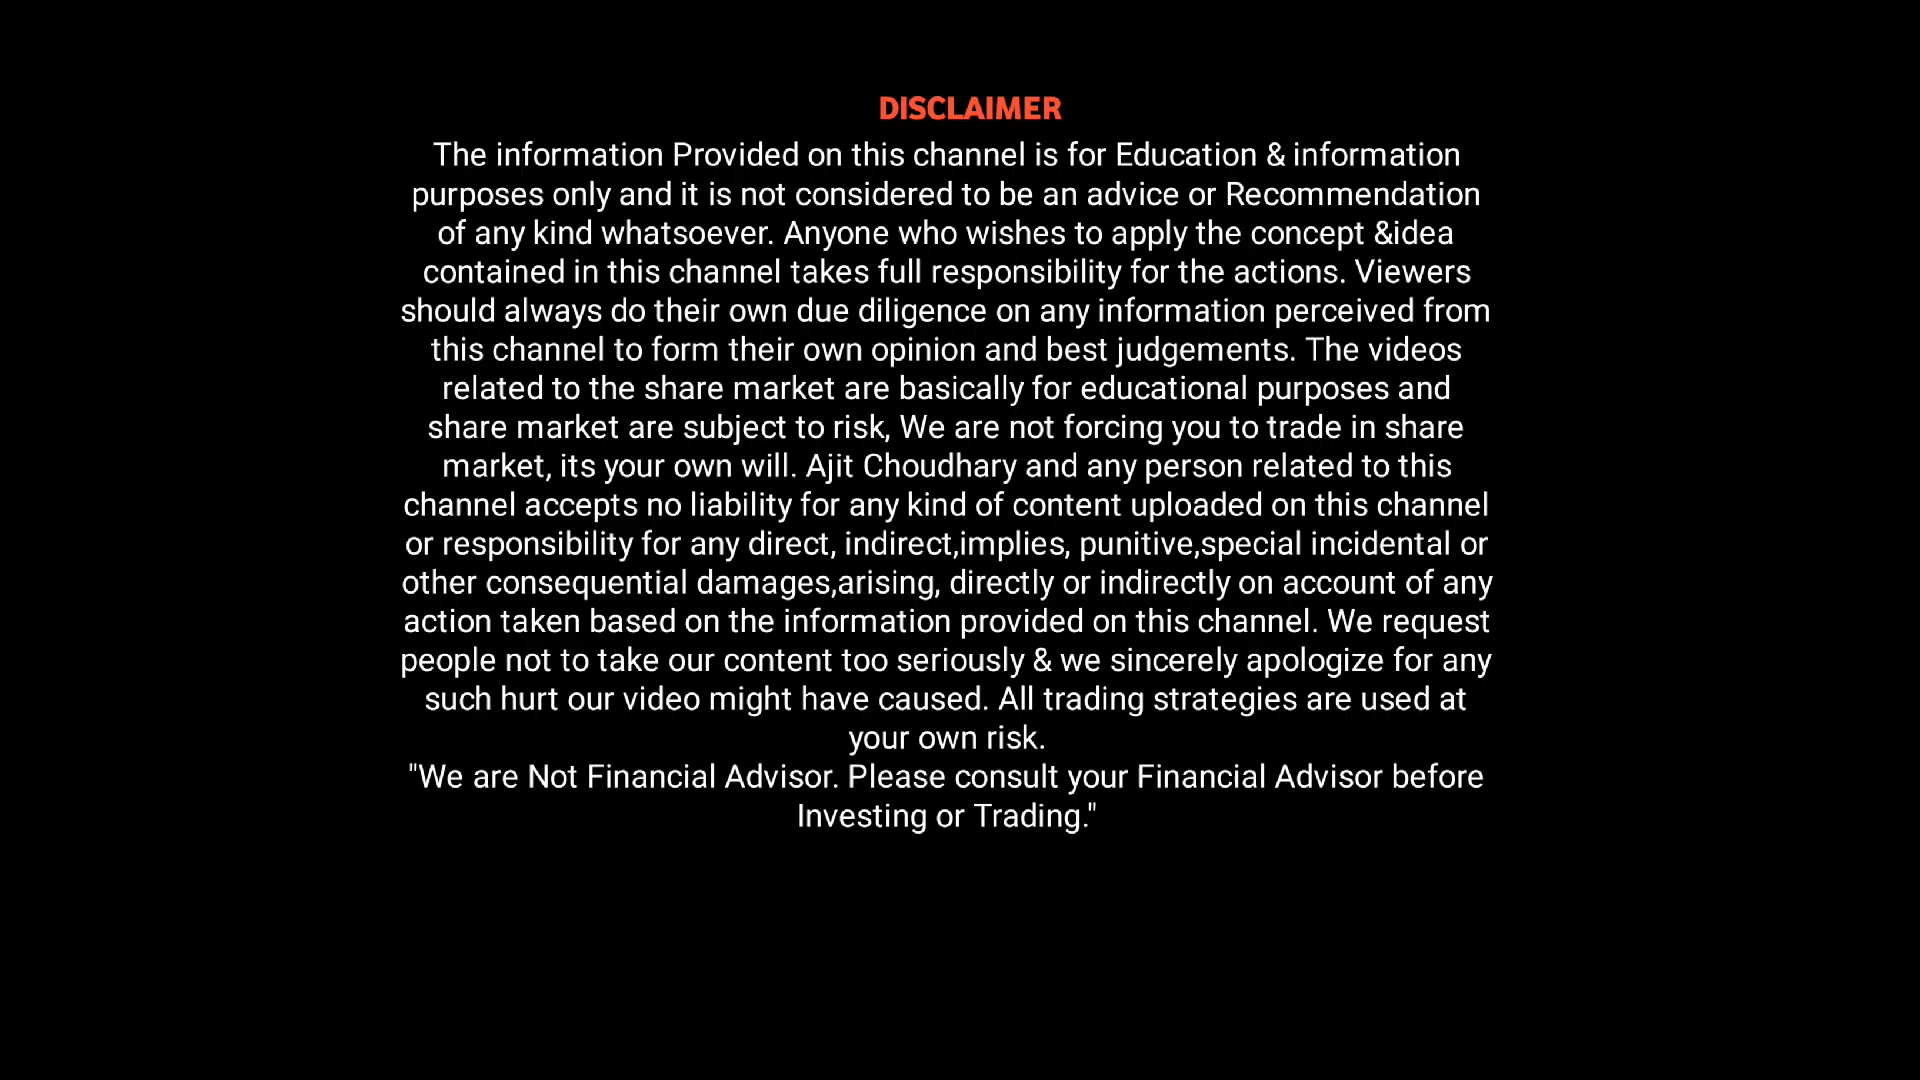 DISCLAIMER
The information Provided on this channel is for Education & information
purposes only and it is not considered to be an advice or Recommendation
of any kind whatsoever. Anyone who wishes to apply the concept &idea
contained in this channel takes full responsibility for the actions. Viewers
should always do their own due diligence on any information perceived from
this channel to form their own opinion and best judgements. The videos
related to the share market are basically for educational purposes and
share market are subject to risk, We are not forcing you to trade in share
market, its your own will. Ajit Choudhary and any person related to this
channel accepts no liability for any kind of content uploaded on this channel
or responsibility for any direct, indirect,implies, punitive,special incidental or
other consequential damages,arising, directly or indirectly on account of any
action taken based on the information provided on this channel. We request
people not to take our content too seriously & we sincerely apologize for any
such hurt our video might have caused. All trading strategies are used at
your own risk.
"We are Not Financial Advisor. Please consult your Financial Advisor before
Investing or Trading."